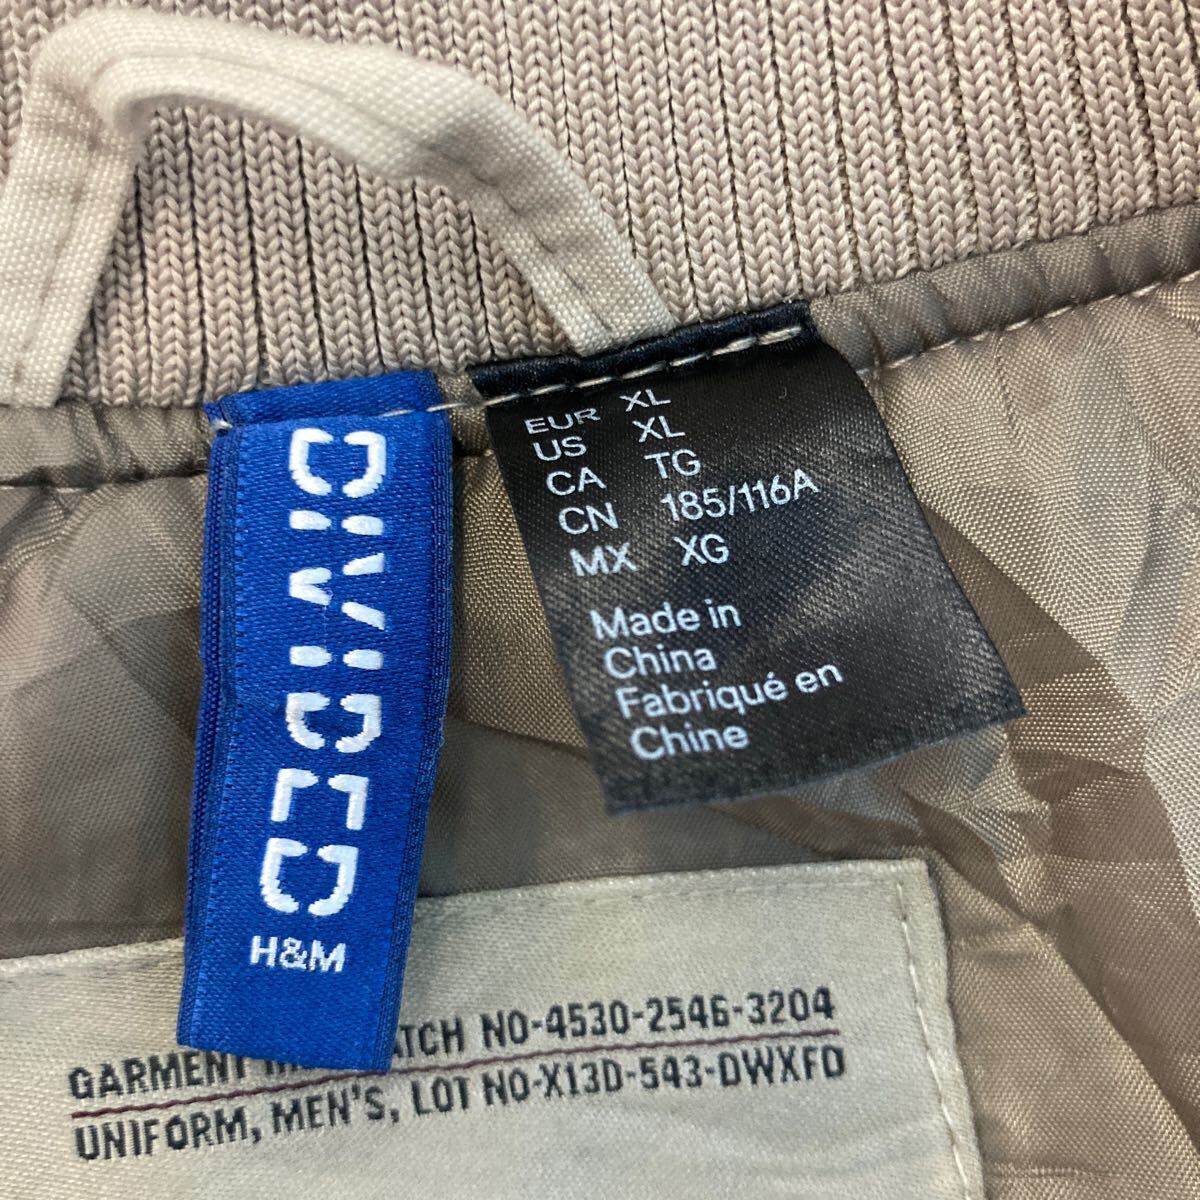 DIVIDED
H&M
EUR XL
US XL
CA TG
CN 185/116A
MX XG
Made in
China
Fabriqué en
Chine
GARMENT ATCH NO-4530-2546-3204
UNIFORM, MEN'S, LOT NO-X13D-543-DWXFD